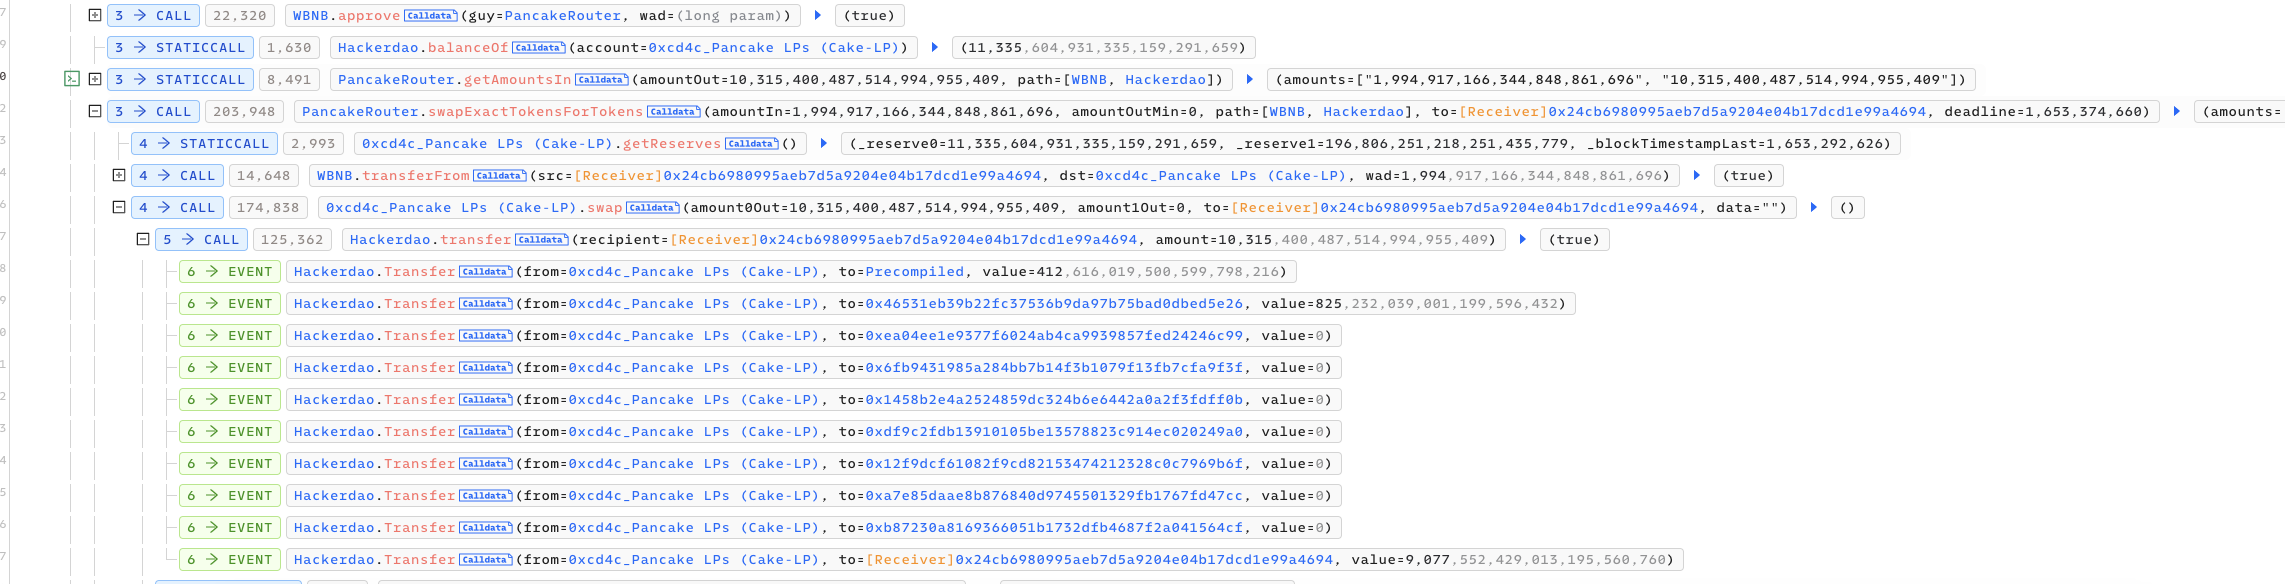 7 3 → CALL 22,320 WBNB.approve Calldata (guy=PancakeRouter, wad=(long param)) ▶ (true)
9 3 → STATICCALL 1,630 Hackerdao.balanceOf Calldata (account=0xcd4c_Pancake LPs (Cake-LP)) ▶ (11,335,604,931,335,159,291,659)
0 3 → STATICCALL 8,491 PancakeRouter.getAmountsIn Calldata (amountOut=10,315,400,487,514,994,955,409, path=[WBNB, Hackerdao]) ▶ (amounts=["1,994,917,166,344,848,861,696", "10,315,400,487,514,994,955,409"])
2 3 → CALL 203,948 PancakeRouter.swapExactTokensForTokens Calldata (amountIn=1,994,917,166,344,848,861,696, amountOutMin=0, path=[WBNB, Hackerdao], to=[Receiver]0x24cb6980995aeb7d5a9204e04b17dcd1e99a4694, deadline=1,653,374,660) ▶ (amounts=
3 4 → STATICCALL 2,993 0xcd4c_Pancake LPs (Cake-LP).getReserves Calldata () ▶ (_reserve0=11,335,604,931,335,159,291,659, _reserve1=196,806,251,218,251,435,779, _blockTimestampLast=1,653,292,626)
4 4 → CALL 14,648 WBNB.transferFrom Calldata (src=[Receiver]0x24cb6980995aeb7d5a9204e04b17dcd1e99a4694, dst=0xcd4c_Pancake LPs (Cake-LP), wad=1,994,917,166,344,848,861,696) ▶ (true)
6 4 → CALL 174,838 0xcd4c_Pancake LPs (Cake-LP).swap Calldata (amount0Out=10,315,400,487,514,994,955,409, amount1Out=0, to=[Receiver]0x24cb6980995aeb7d5a9204e04b17dcd1e99a4694, data="") ▶ ()
7 5 → CALL 125,362 Hackerdao.transfer Calldata (recipient=[Receiver]0x24cb6980995aeb7d5a9204e04b17dcd1e99a4694, amount=10,315,400,487,514,994,955,409) ▶ (true)
8 6 → EVENT Hackerdao.Transfer Calldata (from=0xcd4c_Pancake LPs (Cake-LP), to=Precompiled, value=412,616,019,500,599,798,216)
9 6 → EVENT Hackerdao.Transfer Calldata (from=0xcd4c_Pancake LPs (Cake-LP), to=0x46531eb39b22fc37536b9da97b75bad0dbed5e26, value=825,232,039,001,199,596,432)
0 6 → EVENT Hackerdao.Transfer Calldata (from=0xcd4c_Pancake LPs (Cake-LP), to=0xea04ee1e9377f6024ab4ca9939857fed24246c99, value=0)
1 6 → EVENT Hackerdao.Transfer Calldata (from=0xcd4c_Pancake LPs (Cake-LP), to=0x6fb9431985a284bb7b14f3b1079f13fb7cfa9f3f, value=0)
2 6 → EVENT Hackerdao.Transfer Calldata (from=0xcd4c_Pancake LPs (Cake-LP), to=0x1458b2e4a2524859dc324b6e6442a0a2f3fdff0b, value=0)
3 6 → EVENT Hackerdao.Transfer Calldata (from=0xcd4c_Pancake LPs (Cake-LP), to=0xdf9c2fdb13910105be13578823c914ec020249a0, value=0)
4 6 → EVENT Hackerdao.Transfer Calldata (from=0xcd4c_Pancake LPs (Cake-LP), to=0x12f9dcf61082f9cd82153474212328c0c7969b6f, value=0)
5 6 → EVENT Hackerdao.Transfer Calldata (from=0xcd4c_Pancake LPs (Cake-LP), to=0xa7e85daae8b876840d9745501329fb1767fd47cc, value=0)
6 6 → EVENT Hackerdao.Transfer Calldata (from=0xcd4c_Pancake LPs (Cake-LP), to=0xb87230a8169366051b1732dfb4687f2a041564cf, value=0)
7 6 → EVENT Hackerdao.Transfer Calldata (from=0xcd4c_Pancake LPs (Cake-LP), to=[Receiver]0x24cb6980995aeb7d5a9204e04b17dcd1e99a4694, value=9,077,552,429,013,195,560,760)